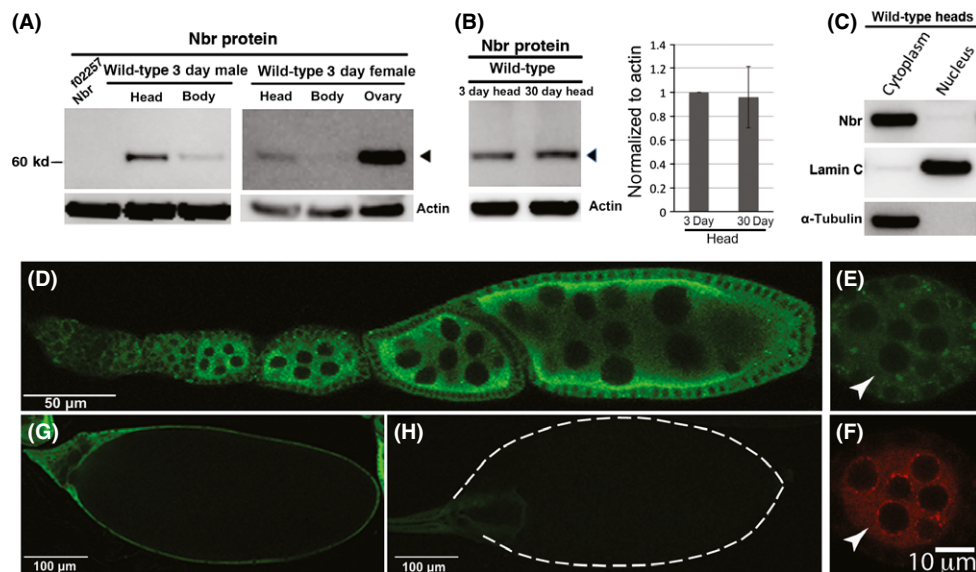 (A)
Nbr protein
f02257
Nbr
Wild-type 3 day male
Wild-type 3 day female
Head
Body
Head
Body
Ovary
60 kd
Actin
(B)
Nbr protein
Wild-type
3 day head
30 day head
Actin
Normalized to actin
1.4
1.2
1
0.8
0.6
0.4
0.2
0
3 Day
30 Day
Head
(C)
Wild-type heads
Cytoplasm
Nucleus
Nbr
Lamin C
α-Tubulin
(D)
50 μm
(E)
(G)
100 μm
(H)
100 μm
(F)
10 μm